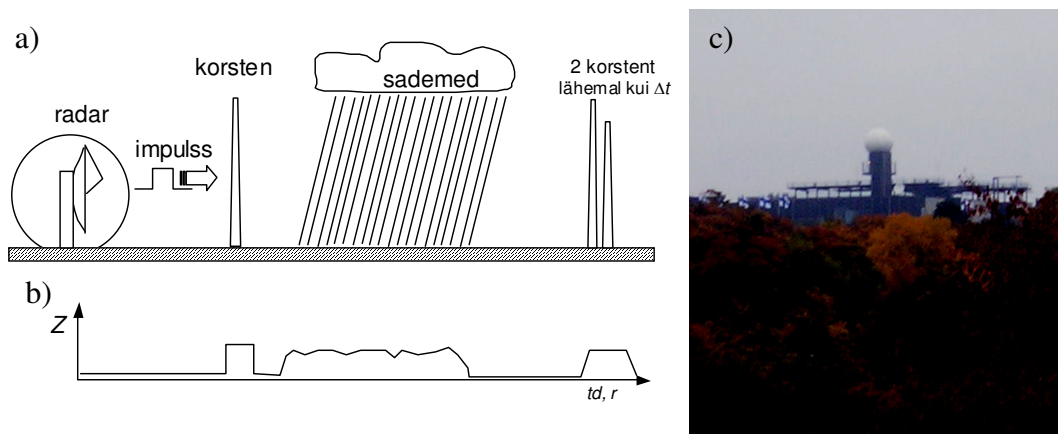 a)
korsten
sademed
2 korstent
lähemal kui Δt
radar
impulss
b)
Z
td, r
c)